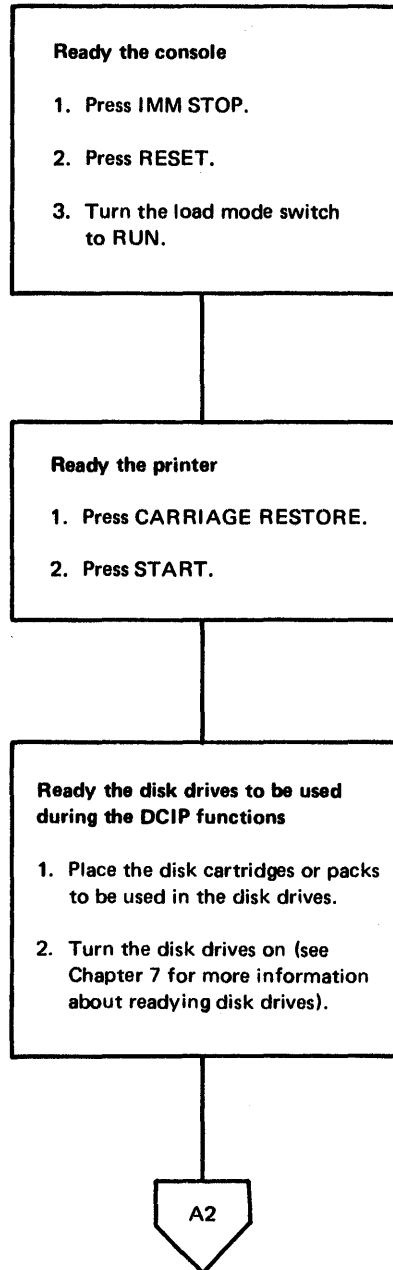 Ready the console
1. Press IMM STOP.
2. Press RESET.
3. Turn the load mode switch
to RUN.
Ready the printer
1. Press CARRIAGE RESTORE.
2. Press START.
Ready the disk drives to be used
during the DCIP functions
1. Place the disk cartridges or packs
to be used in the disk drives.
2. Turn the disk drives on (see
Chapter 7 for more information
about readying disk drives).
A2